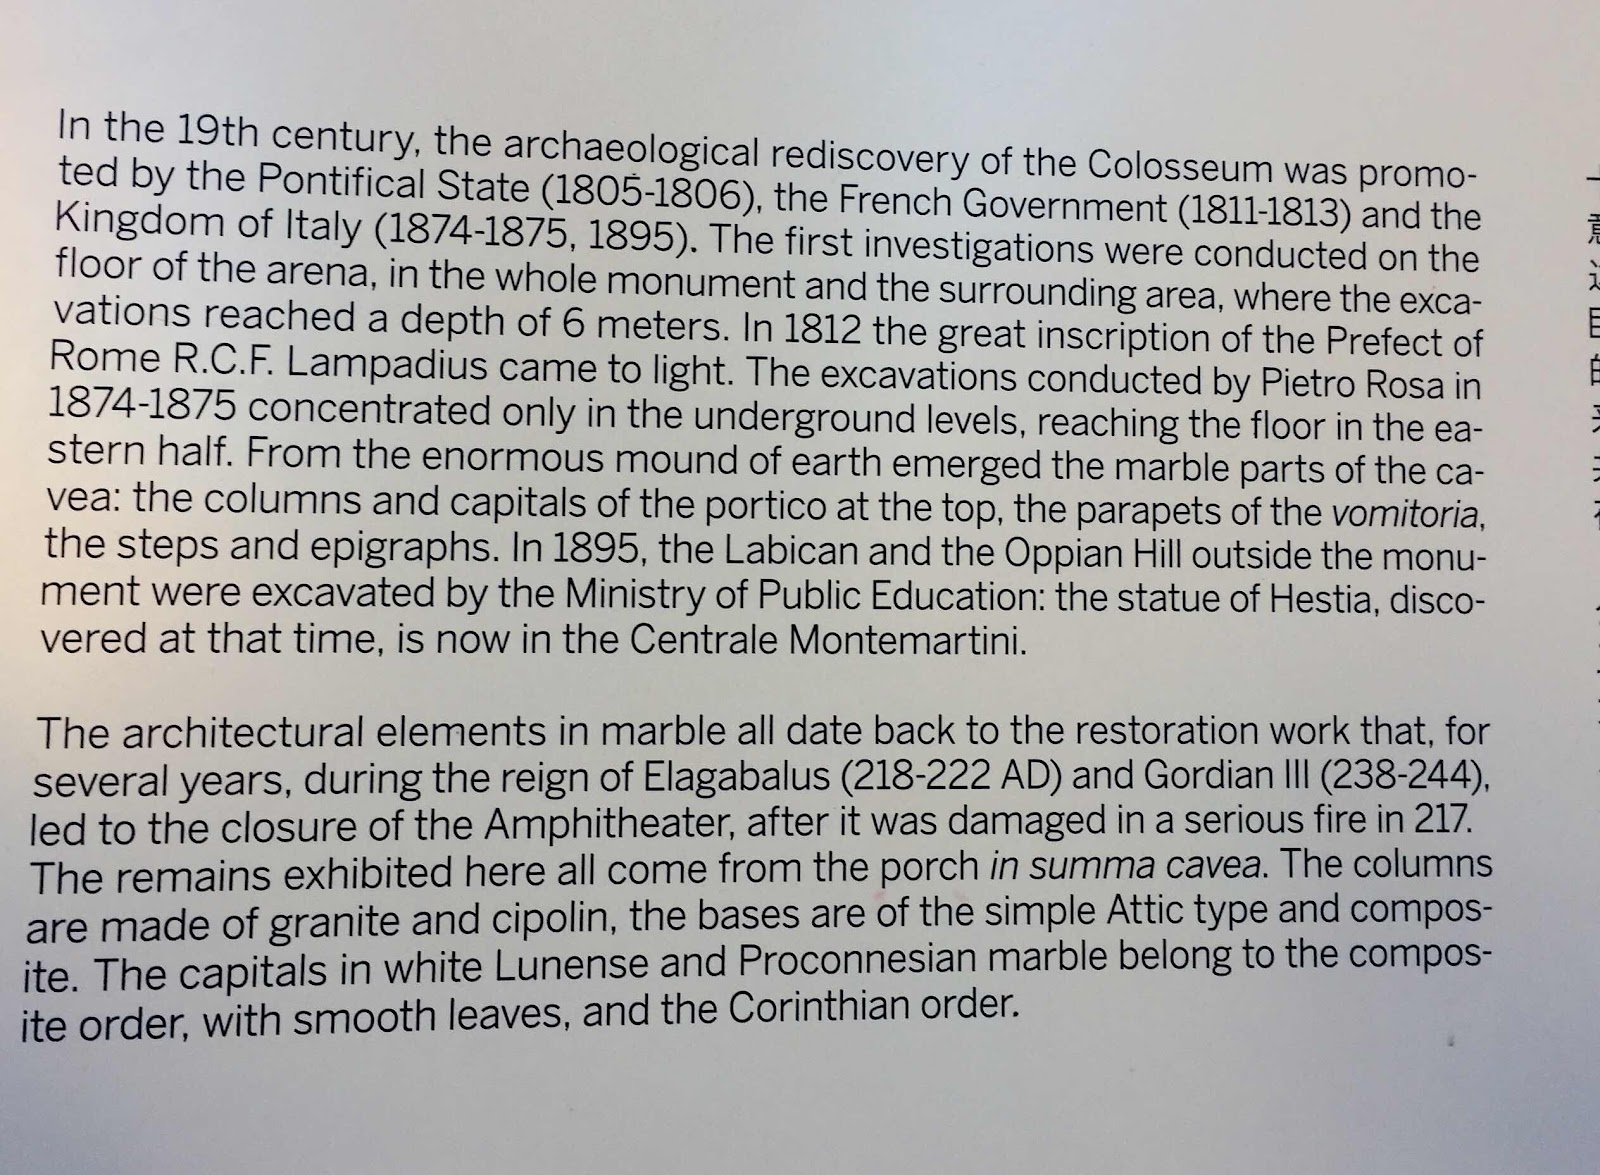 In the 19th century, the archaeological rediscovery of the Colosseum was promo-
ted by the Pontifical State (1805-1806), the French Government (1811-1813) and the
Kingdom of Italy (1874-1875, 1895). The first investigations were conducted on the
floor of the arena, in the whole monument and the surrounding area, where the exca-
vations reached a depth of 6 meters. In 1812 the great inscription of the Prefect of
Rome R.C.F. Lampadius came to light. The excavations conducted by Pietro Rosa in
1874-1875 concentrated only in the underground levels, reaching the floor in the ea-
stern half. From the enormous mound of earth emerged the marble parts of the ca-
vea: the columns and capitals of the portico at the top, the parapets of the vomitoria,
the steps and epigraphs. In 1895, the Labican and the Oppian Hill outside the monu-
ment were excavated by the Ministry of Public Education: the statue of Hestia, disco-
vered at that time, is now in the Centrale Montemartini.
The architectural elements in marble all date back to the restoration work that, for
several years, during the reign of Elagabalus (218-222 AD) and Gordian III (238-244),
led to the closure of the Amphitheater, after it was damaged in a serious fire in 217.
The remains exhibited here all come from the porch in summa cavea. The columns
are made of granite and cipolin, the bases are of the simple Attic type and compos-
ite. The capitals in white Lunense and Proconnesian marble belong to the compos-
ite order, with smooth leaves, and the Corinthian order.